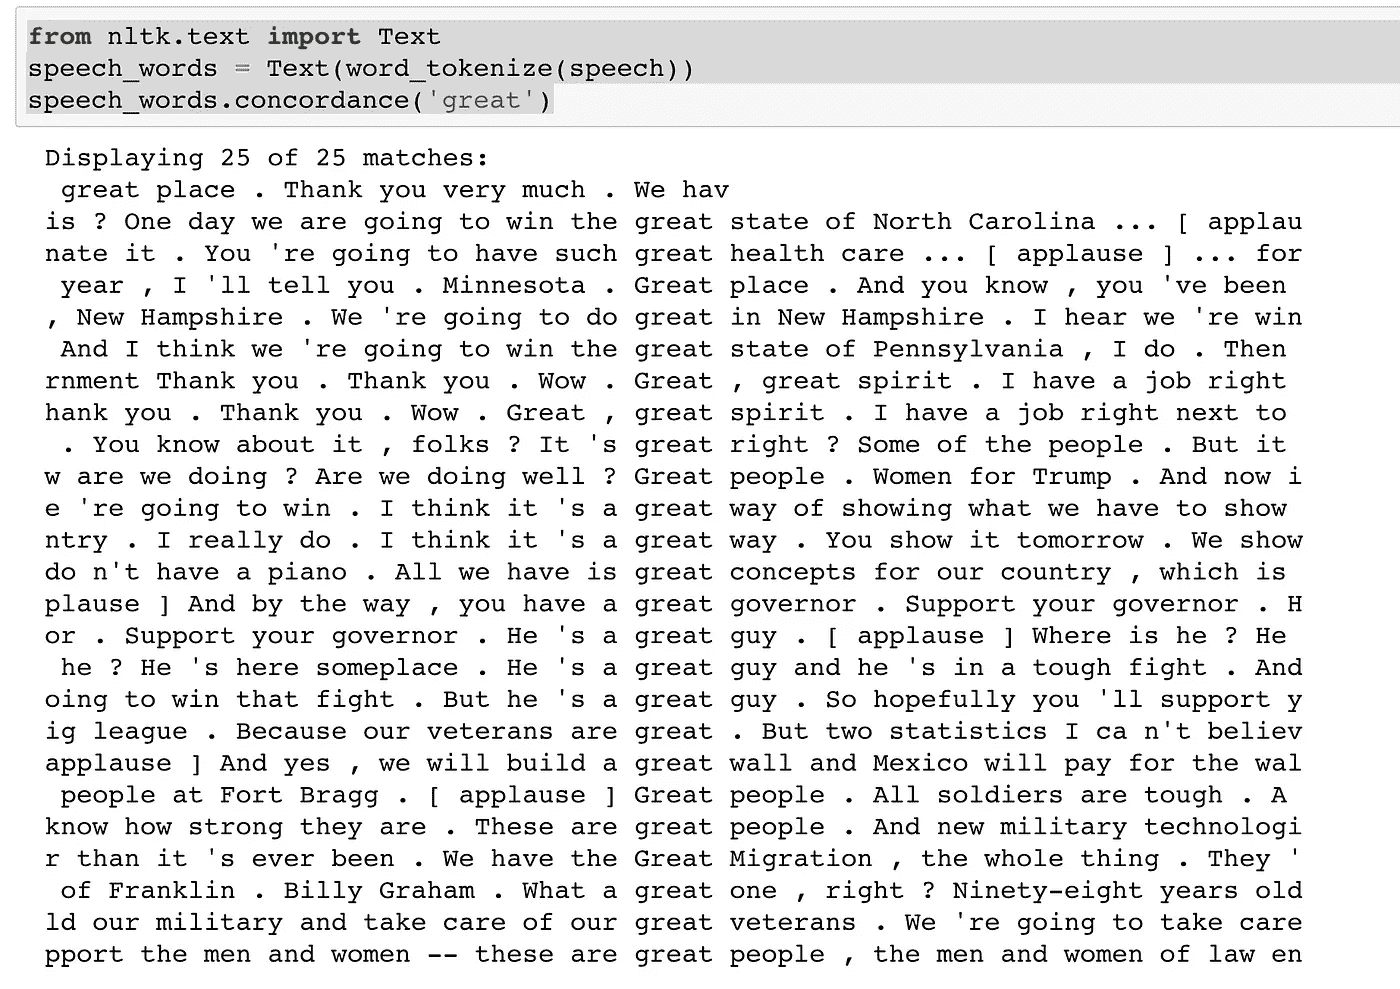 from nltk.text import Text
speech_words = Text(word_tokenize(speech))
speech_words.concordance('great')
Displaying 25 of 25 matches:
great place . Thank you very much . We hav
is ? One day we are going to win the great state of North Carolina ... [ applau
nate it . You 're going to have such great health care ... [ applause ] ... for
year , I 'll tell you . Minnesota . Great place . And you know , you 've been
, New Hampshire . We 're going to do great in New Hampshire . I hear we 're win
And I think we 're going to win the great state of Pennsylvania , I do . Then
rnment Thank you . Thank you . Wow . Great , great spirit . I have a job right
hank you . Thank you . Wow . Great , great spirit . I have a job right next to
. You know about it , folks ? It 's great right ? Some of the people . But it
w are we doing ? Are we doing well ? Great people . Women for Trump . And now i
e 're going to win . I think it 's a great way of showing what we have to show
ntry . I really do . I think it 's a great way . You show it tomorrow . We show
do n't have a piano . All we have is great concepts for our country , which is
plause ] And by the way , you have a great governor . Support your governor . H
or . Support your governor . He 's a great guy . [ applause ] Where is he ? He
he ? He 's here someplace . He 's a great guy and he 's in a tough fight . And
oing to win that fight . But he 's a great guy . So hopefully you 'll support y
ig league . Because our veterans are great . But two statistics I ca n't believ
applause ] And yes , we will build a great wall and Mexico will pay for the wal
people at Fort Bragg . [ applause ] Great people . All soldiers are tough . A
know how strong they are . These are great people . And new military technologi
r than it 's ever been . We have the Great Migration , the whole thing . They '
of Franklin . Billy Graham . What a great one , right ? Ninety-eight years old
ld our military and take care of our great veterans . We 're going to take care
pport the men and women -- these are great people , the men and women of law en